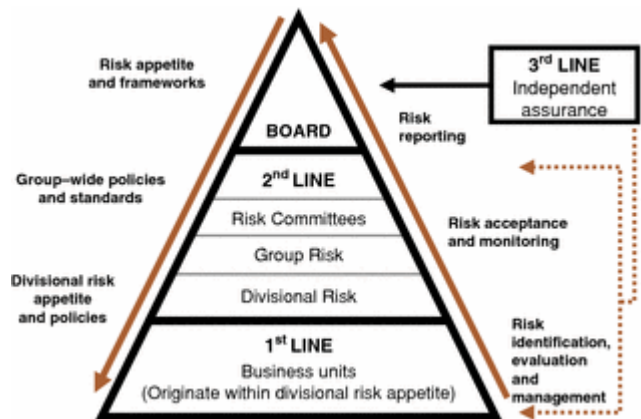 Risk appetite
and frameworks
Group–wide policies
and standards
Divisional risk
appetite
and policies
BOARD
2nd LINE
Risk Committees
Group Risk
Divisional Risk
1st LINE
Business units
(Originate within divisional risk appetite)
3rd LINE
Independent
assurance
Risk
reporting
Risk acceptance
and monitoring
Risk
identification,
evaluation
and
management